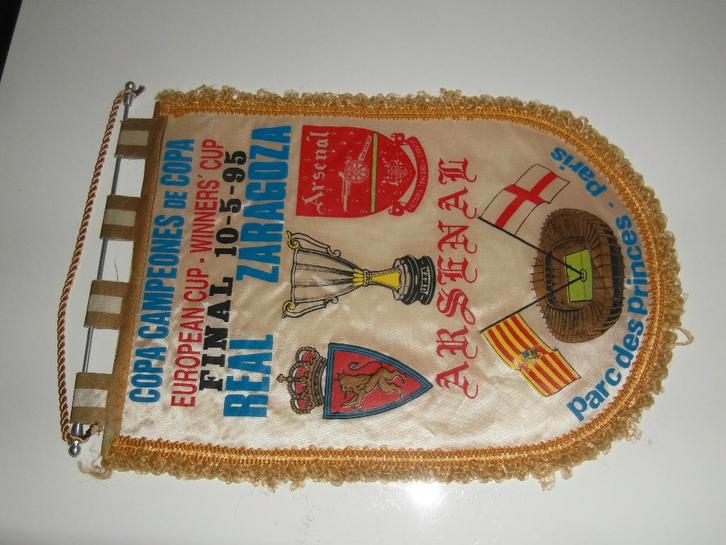 COPA CAMPEONES DE COPA
EUROPEAN CUP - WINNERS' CUP
FINAL 10-5-95
REAL ZARAGOZA
Arsenal
UEFA
ARSENAL
Parc des Princes - Paris